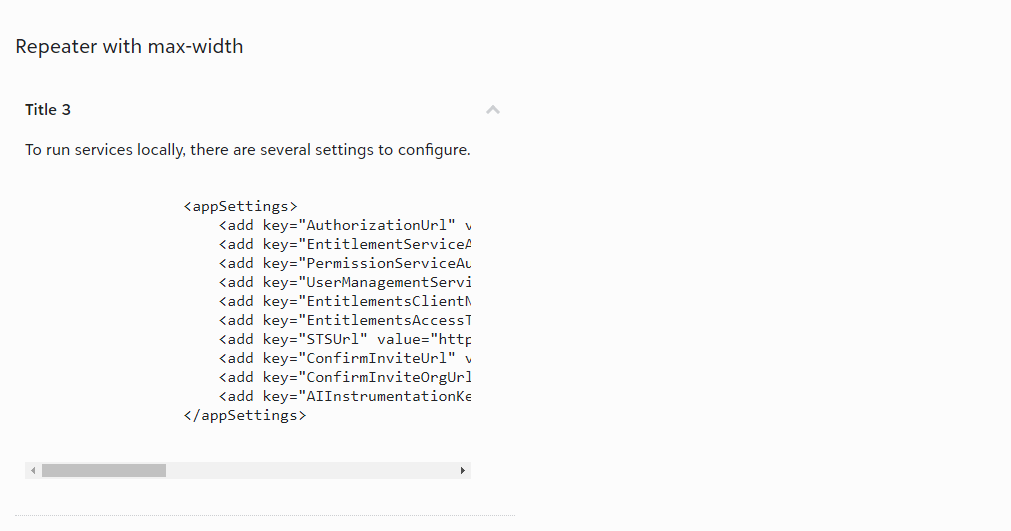 Repeater with max-width
Title 3
To run services locally, there are several settings to configure.
<appSettings>
<add key="AuthorizationUrl" v
<add key="EntitlementServiceA
<add key="PermissionServiceAu
<add key="UserManagementServi
<add key="EntitlementsClientN
<add key="EntitlementsAccessT
<add key="STSUrl" value="http
<add key="ConfirmInviteUrl" v
<add key="ConfirmInviteOrgUrl
<add key="AIInstrumentationKe
</appSettings>